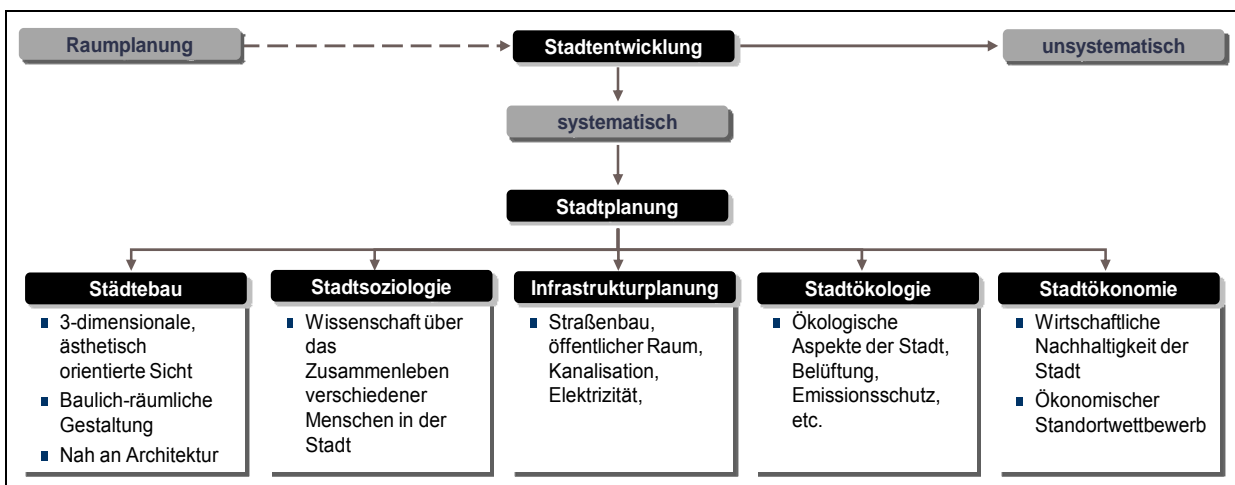 Raumplanung
Stadtentwicklung
unsystematisch
systematisch
Stadtplanung
Städtebau
3-dimensionale,
ästhetisch
orientierte Sicht
Baulich-räumliche
Gestaltung
Nah an Architektur
Stadtsoziologie
Wissenschaft über
das
Zusammenleben
verschiedener
Menschen in der
Stadt
Infrastrukturplanung
Straßenbau,
öffentlicher Raum,
Kanalisation,
Elektrizität,
Stadtökologie
Ökologische
Aspekte der Stadt,
Belüftung,
Emissionsschutz,
etc.
Stadtökonomie
Wirtschaftliche
Nachhaltigkeit der
Stadt
Ökonomischer
Standortwettbewerb